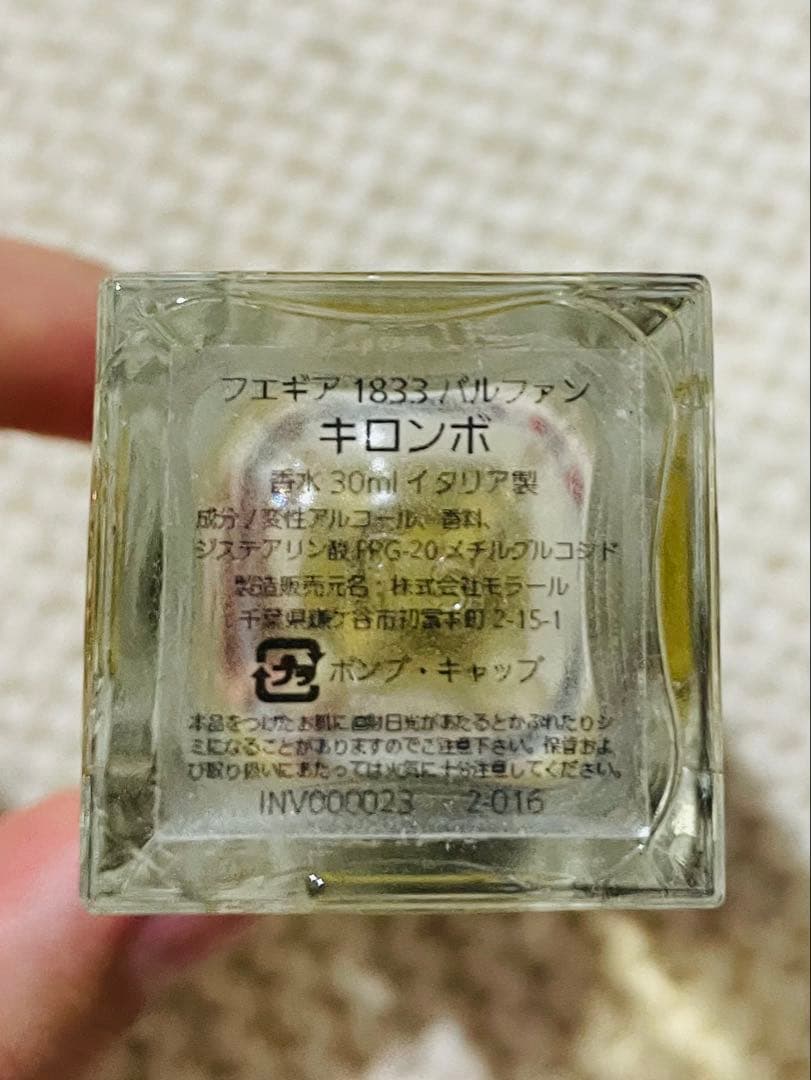 フエギア 1833 パルファン
キロンボ
香水 30ml イタリア製
成分 / 変性アルコール、香料、
ジステアリン酸 PPG-20 メチルグルコシド
製造販売元名：株式会社モラール
千葉県鎌ケ谷市初富本町 2-15-1
プラ ポンプ・キャップ
本品をつけたお肌に直射日光があたるとかぶれたりシ
ミになることがありますのでご注意下さい。保管およ
び取り扱いにあたっては火気に十分注意してください。
INV000023 2-016